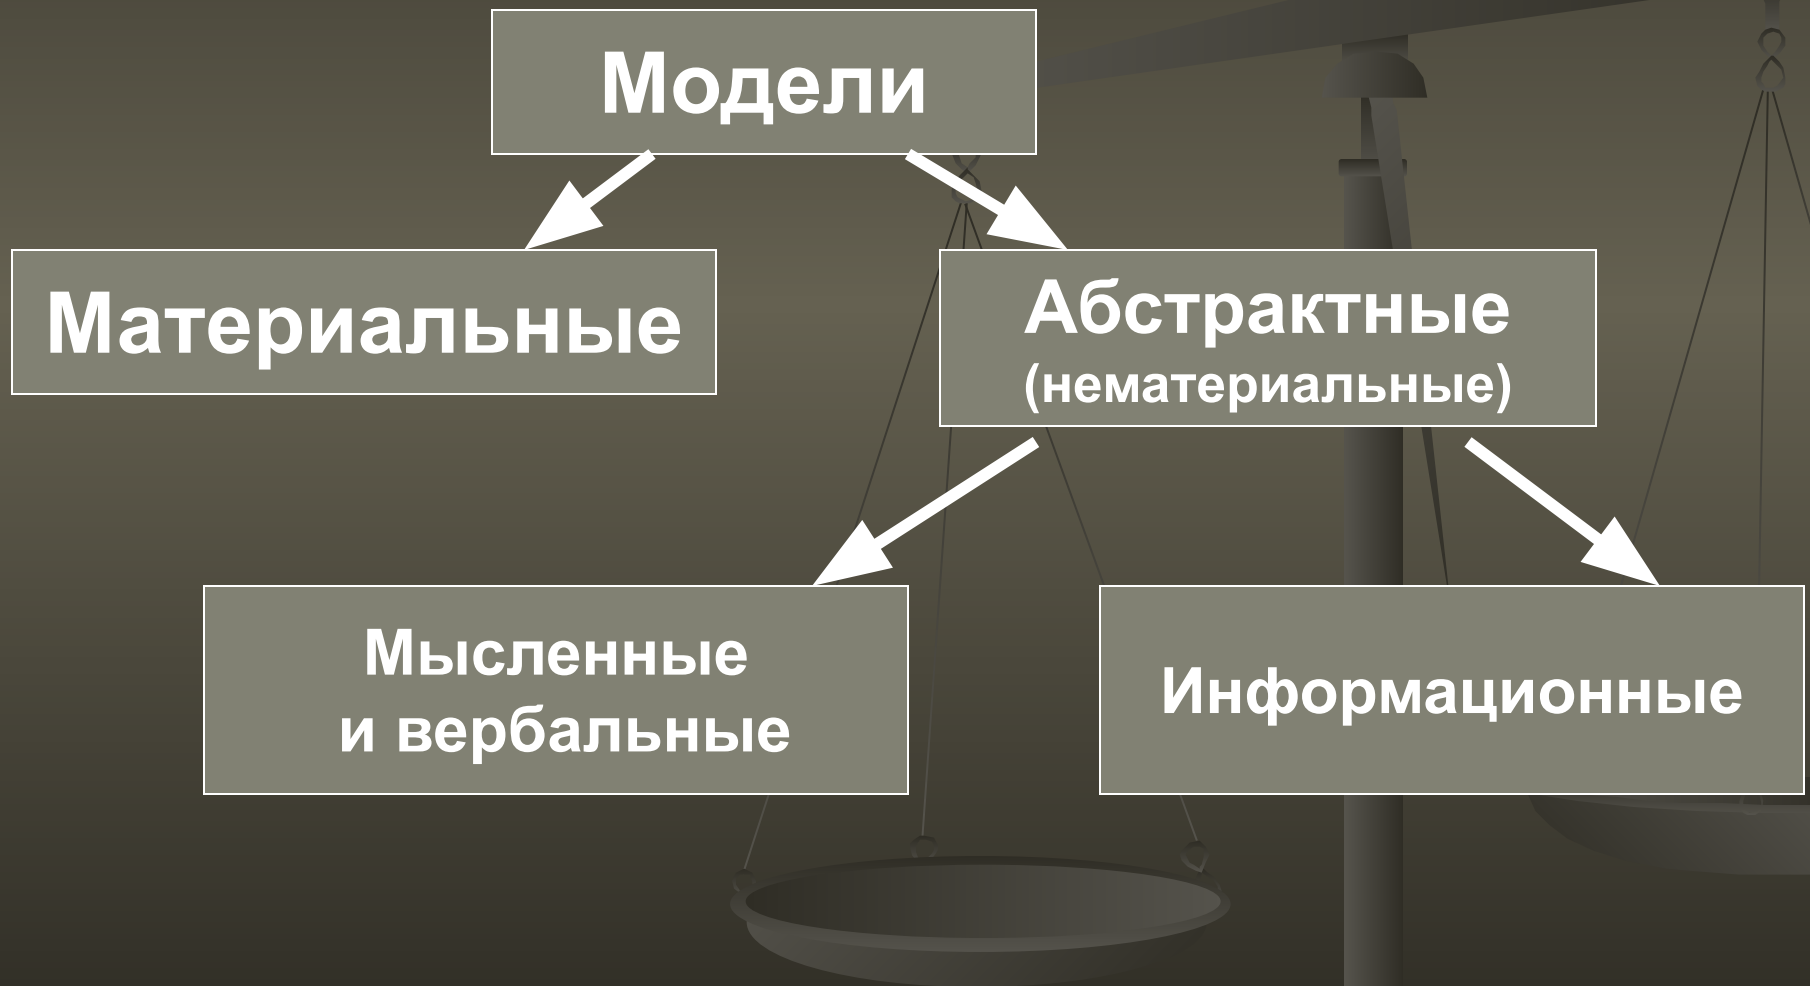 Модели
Материальные
Абстрактные
(нематериальные)
Мысленные
и вербальные
Информационные